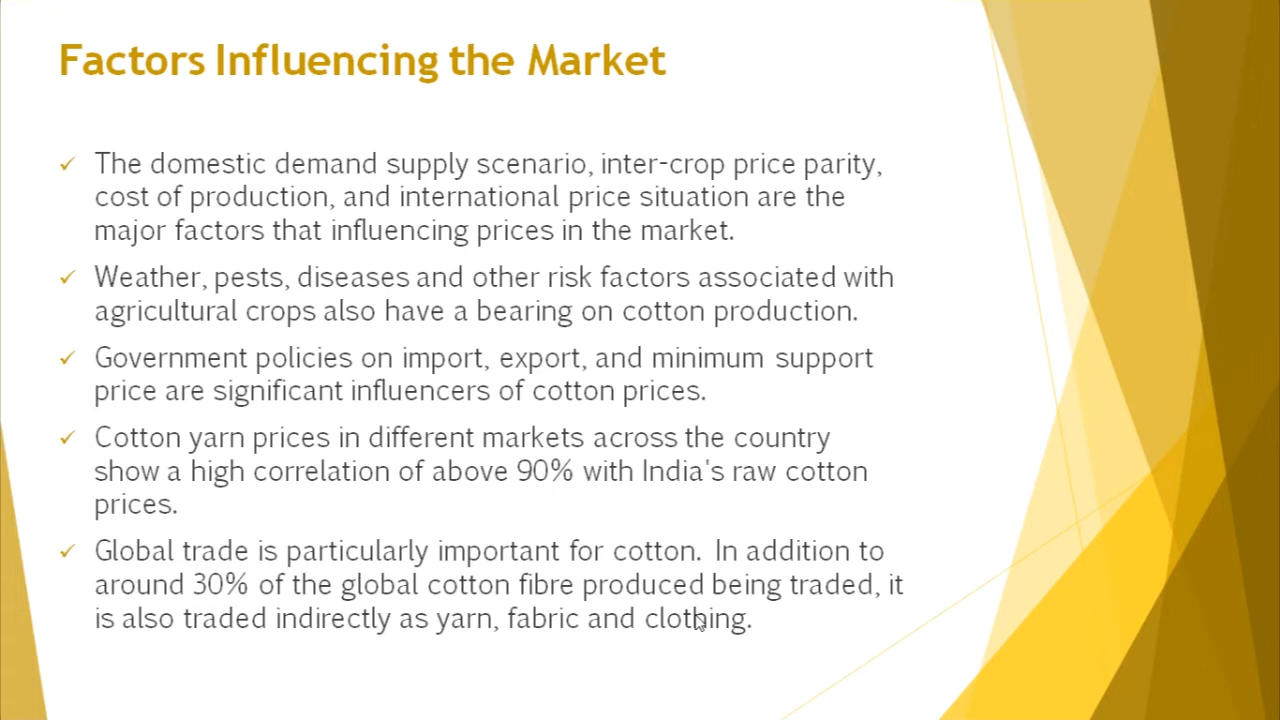 Factors Influencing the Market
✓ The domestic demand supply scenario, inter-crop price parity,
cost of production, and international price situation are the
major factors that influencing prices in the market.
✓ Weather, pests, diseases and other risk factors associated with
agricultural crops also have a bearing on cotton production.
✓ Government policies on import, export, and minimum support
price are significant influencers of cotton prices.
✓ Cotton yarn prices in different markets across the country
show a high correlation of above 90% with India's raw cotton
prices.
✓ Global trade is particularly important for cotton. In addition to
around 30% of the global cotton fibre produced being traded, it
is also traded indirectly as yarn, fabric and clothing.